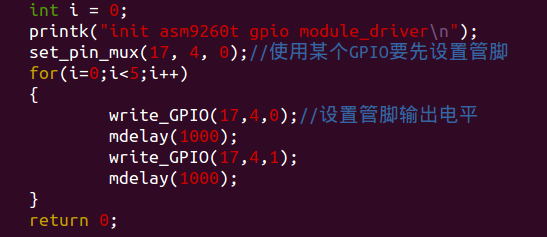 int i = 0;
printk("init asm9260t gpio module_driver\n");
set_pin_mux(17, 4, 0);//使用某个GPIO要先设置管脚
for(i=0;i<5;i++)
{
write_GPIO(17,4,0);//设置管脚输出电平
mdelay(1000);
write_GPIO(17,4,1);
mdelay(1000);
}
return 0;